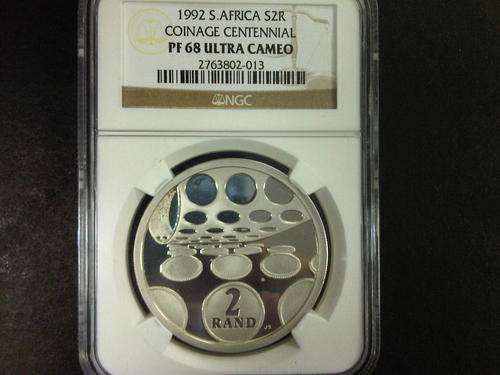 1992 S.AFRICA S2R
COINAGE CENTENNIAL
PF 68 ULTRA CAMEO
2763802-013
NGC
2
RAND